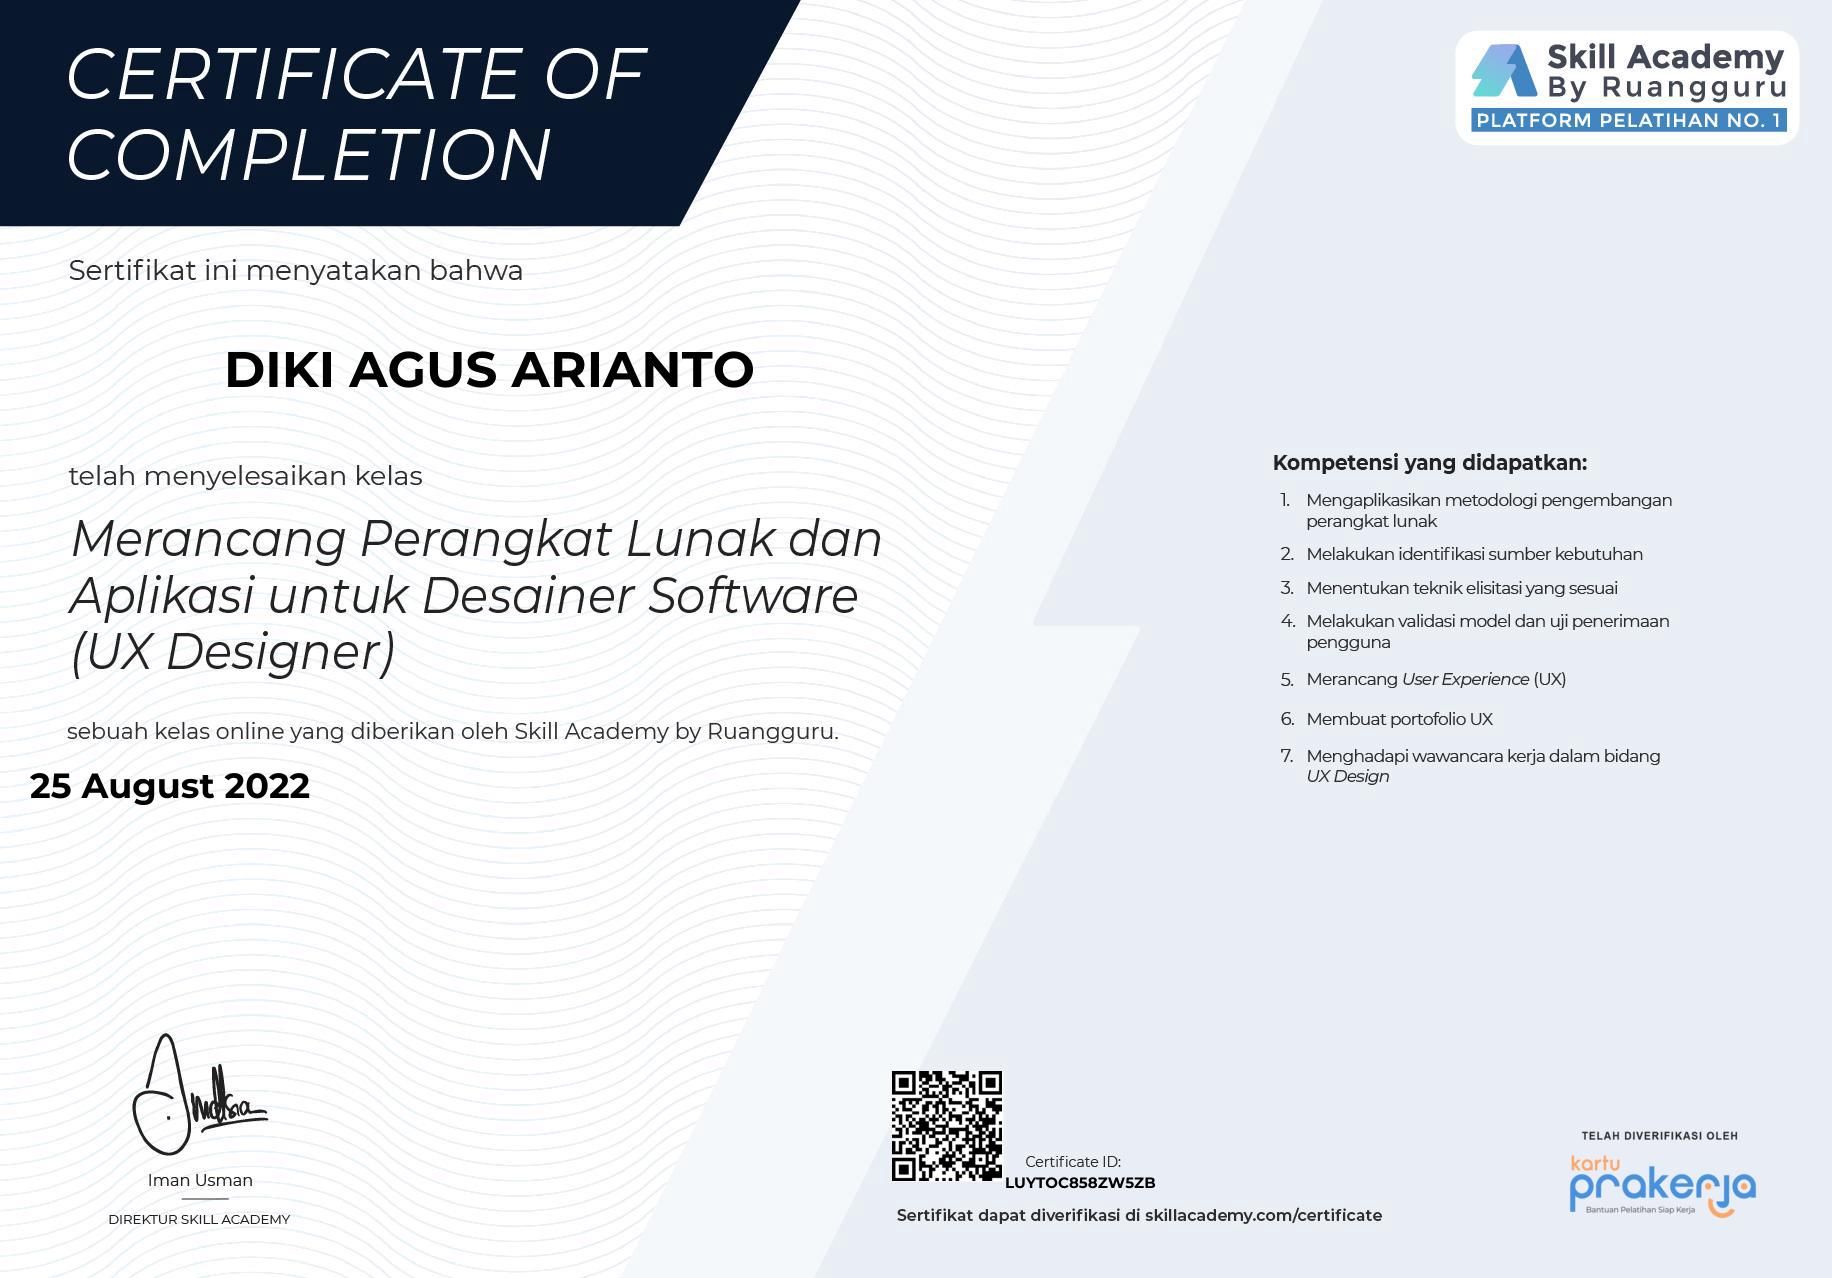 CERTIFICATE OF
COMPLETION
Skill Academy
By Ruangguru
PLATFORM PELATIHAN NO. 1
Sertifikat ini menyatakan bahwa
DIKI AGUS ARIANTO
telah menyelesaikan kelas
Merancang Perangkat Lunak dan
Aplikasi untuk Desainer Software
(UX Designer)
sebuah kelas online yang diberikan oleh Skill Academy by Ruangguru.
25 August 2022
Kompetensi yang didapatkan:
1. Mengaplikasikan metodologi pengembangan
perangkat lunak
2. Melakukan identifikasi sumber kebutuhan
3. Menentukan teknik elisitasi yang sesuai
4. Melakukan validasi model dan uji penerimaan
pengguna
5. Merancang User Experience (UX)
6. Membuat portofolio UX
7. Menghadapi wawancara kerja dalam bidang
UX Design
Iman Usman
DIREKTUR SKILL ACADEMY
Certificate ID:
LUYTOC858ZW5ZB
Sertifikat dapat diverifikasi di skillacademy.com/certificate
TELAH DIVERIFIKASI OLEH
kartu
prakerja
Bantuan Pelatihan Siap Kerja